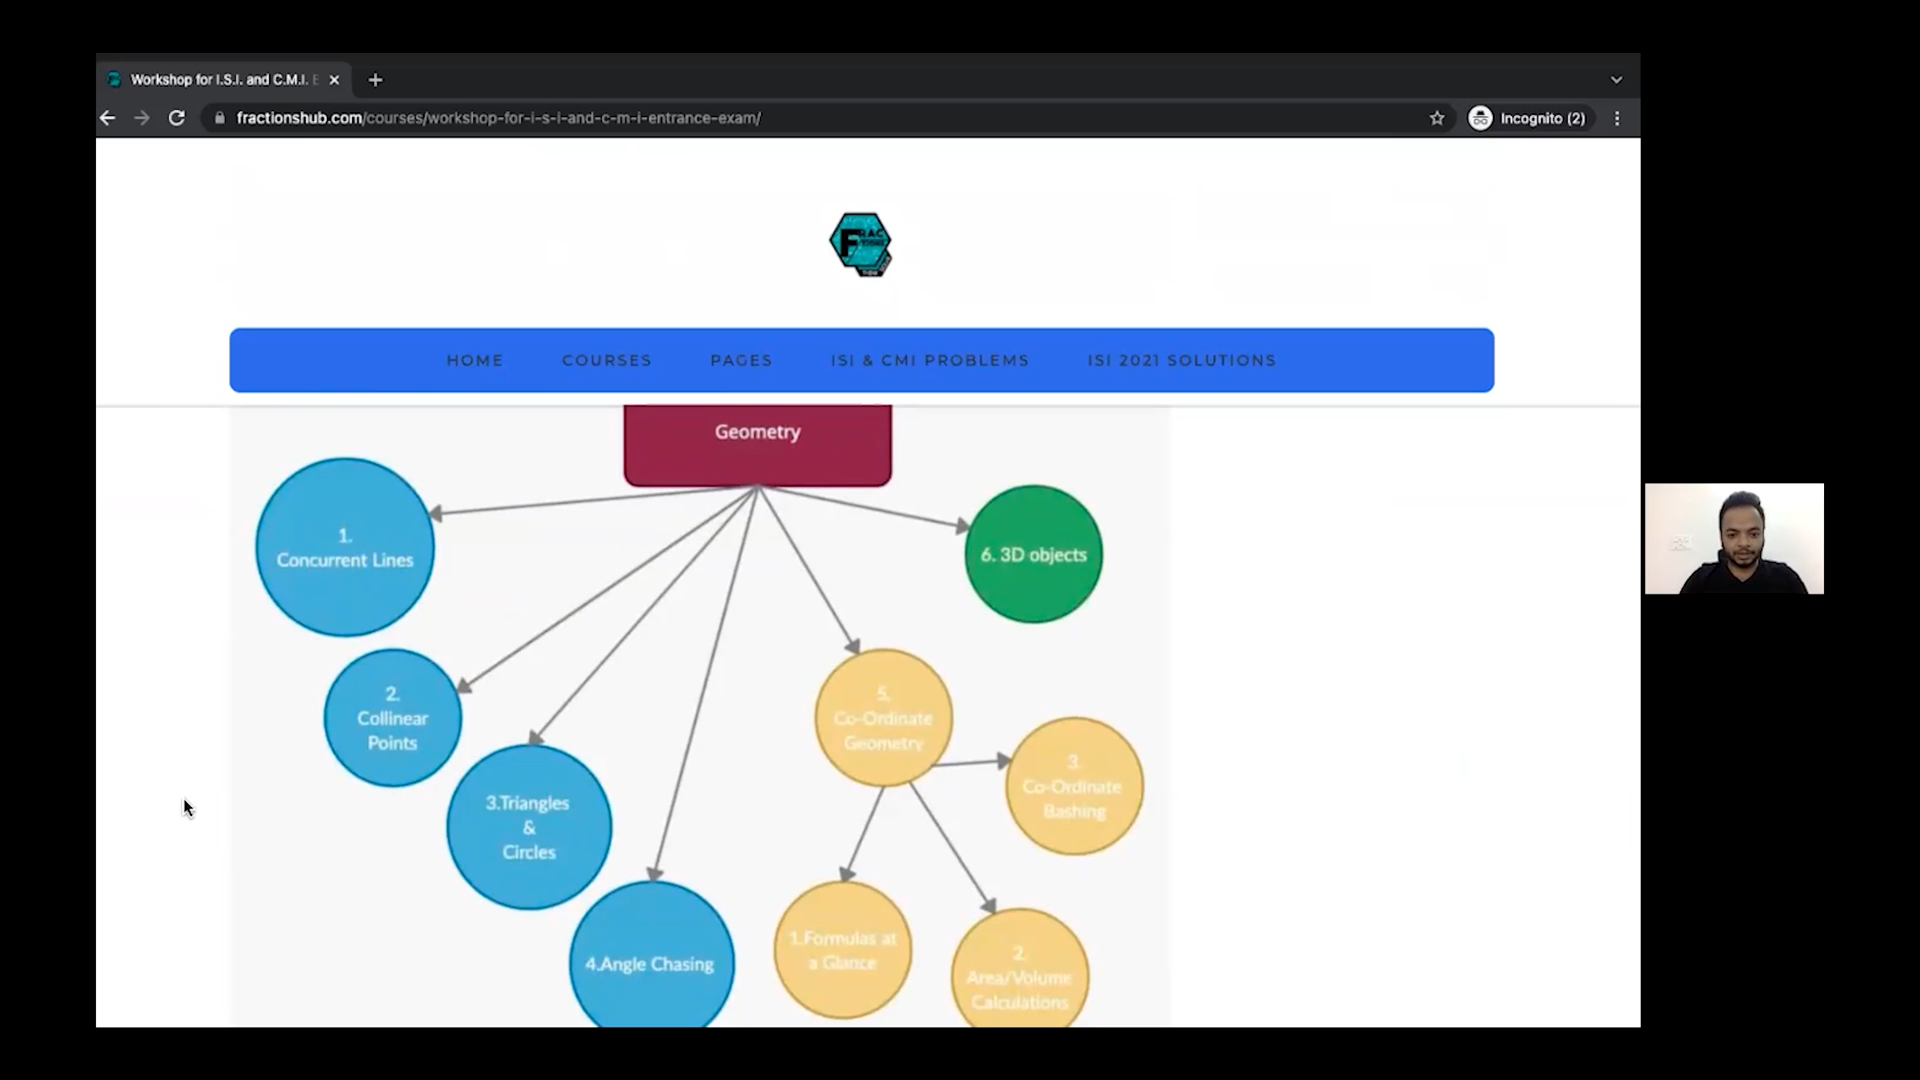 Workshop for I.S.I. and C.M.I. E
fractionshub.com/courses/workshop-for-i-s-i-and-c-m-i-entrance-exam/
Incognito (2)
FRAC
HOME COURSES PAGES ISI & CMI PROBLEMS ISI 2021 SOLUTIONS
Geometry
1.
Concurrent Lines
6. 3D objects
2.
Collinear
Points
5.
Co-Ordinate
Geometry
3.
Co-Ordinate
Bashing
3.Triangles
&
Circles
4.Angle Chasing
1.Formulas at
a Glance
2.
Area/Volume
Calculations